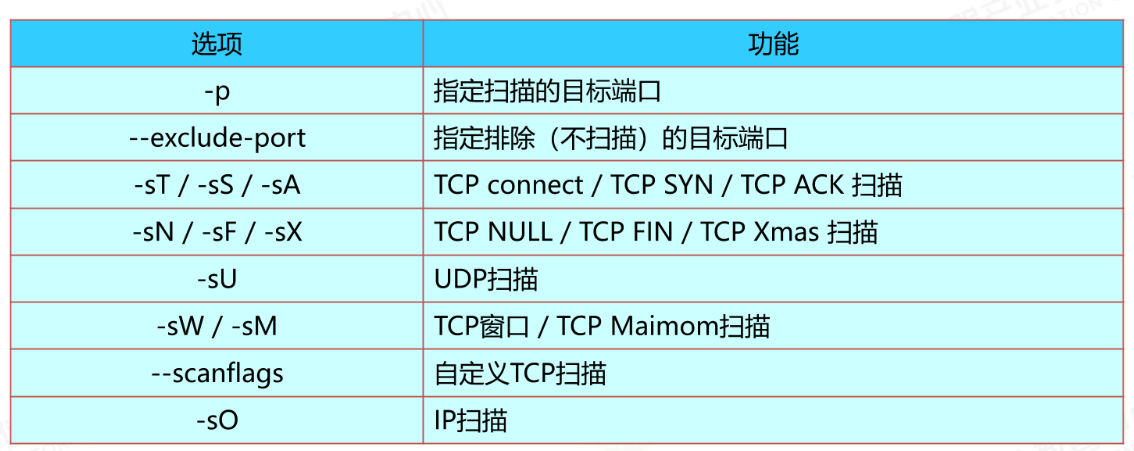 选项 功能
-p 指定扫描的目标端口
--exclude-port 指定排除（不扫描）的目标端口
-sT / -sS / -sA TCP connect / TCP SYN / TCP ACK 扫描
-sN / -sF / -sX TCP NULL / TCP FIN / TCP Xmas 扫描
-sU UDP扫描
-sW / -sM TCP窗口 / TCP Maimom扫描
--scanflags 自定义TCP扫描
-sO IP扫描